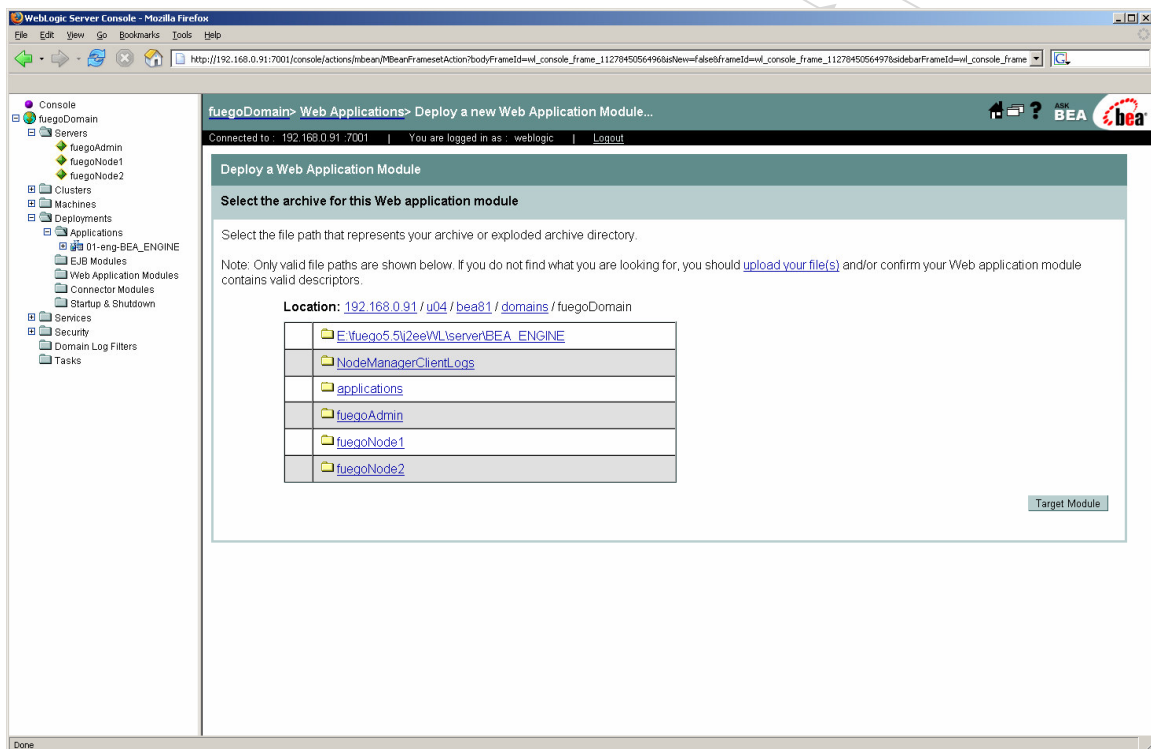 WebLogic Server Console - Mozilla Firefox
File Edit View Go Bookmarks Tools Help
http://192.168.0.91:7001/console/actions/mbean/MBeanFramesetAction?bodyFrameId=wl_console_frame_1127845056496&isNew=false&frameId=wl_console_frame_1127845056497&sidebarFrameId=wl_console_frame
Console
fuegoDomain
Servers
fuegoAdmin
fuegoNode1
fuegoNode2
Clusters
Machines
Deployments
Applications
01-eng-BEA_ENGINE
EJB Modules
Web Application Modules
Connector Modules
Startup & Shutdown
Services
Security
Domain Log Filters
Tasks
fuegoDomain> Web Applications> Deploy a new Web Application Module...
? ASK BEA bea
Connected to : 192.168.0.91 :7001 | You are logged in as : weblogic | Logout
Deploy a Web Application Module
Select the archive for this Web application module
Select the file path that represents your archive or exploded archive directory.
Note: Only valid file paths are shown below. If you do not find what you are looking for, you should upload your file(s) and/or confirm your Web application module
contains valid descriptors.
Location: 192.168.0.91 / u04 / bea81 / domains / fuegoDomain
E:\fuego5.5\j2eeWL\server\BEA_ENGINE
NodeManagerClientLogs
applications
fuegoAdmin
fuegoNode1
fuegoNode2
Target Module
Done